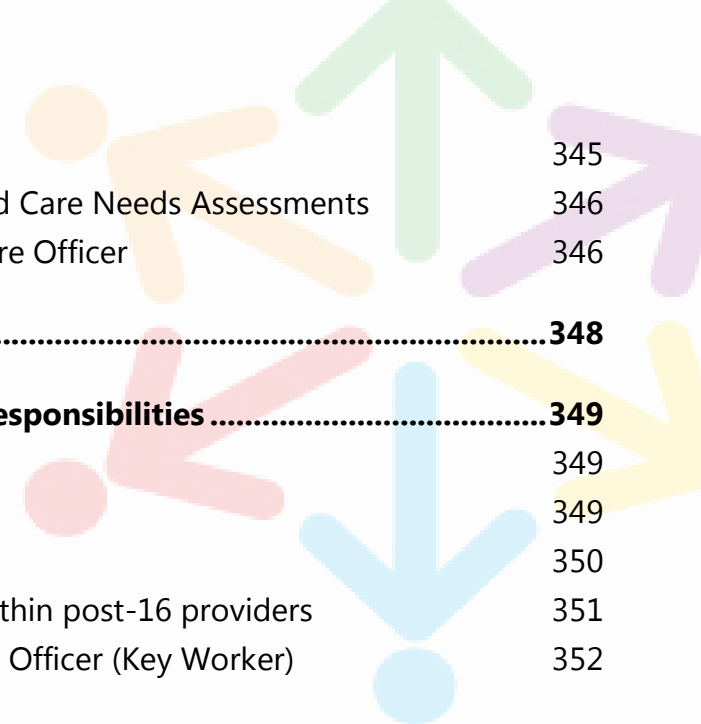 345
d Care Needs Assessments 346
re Officer 346
................................................................................348
esponsibilities .................................................349
349
349
350
thin post-16 providers 351
Officer (Key Worker) 352